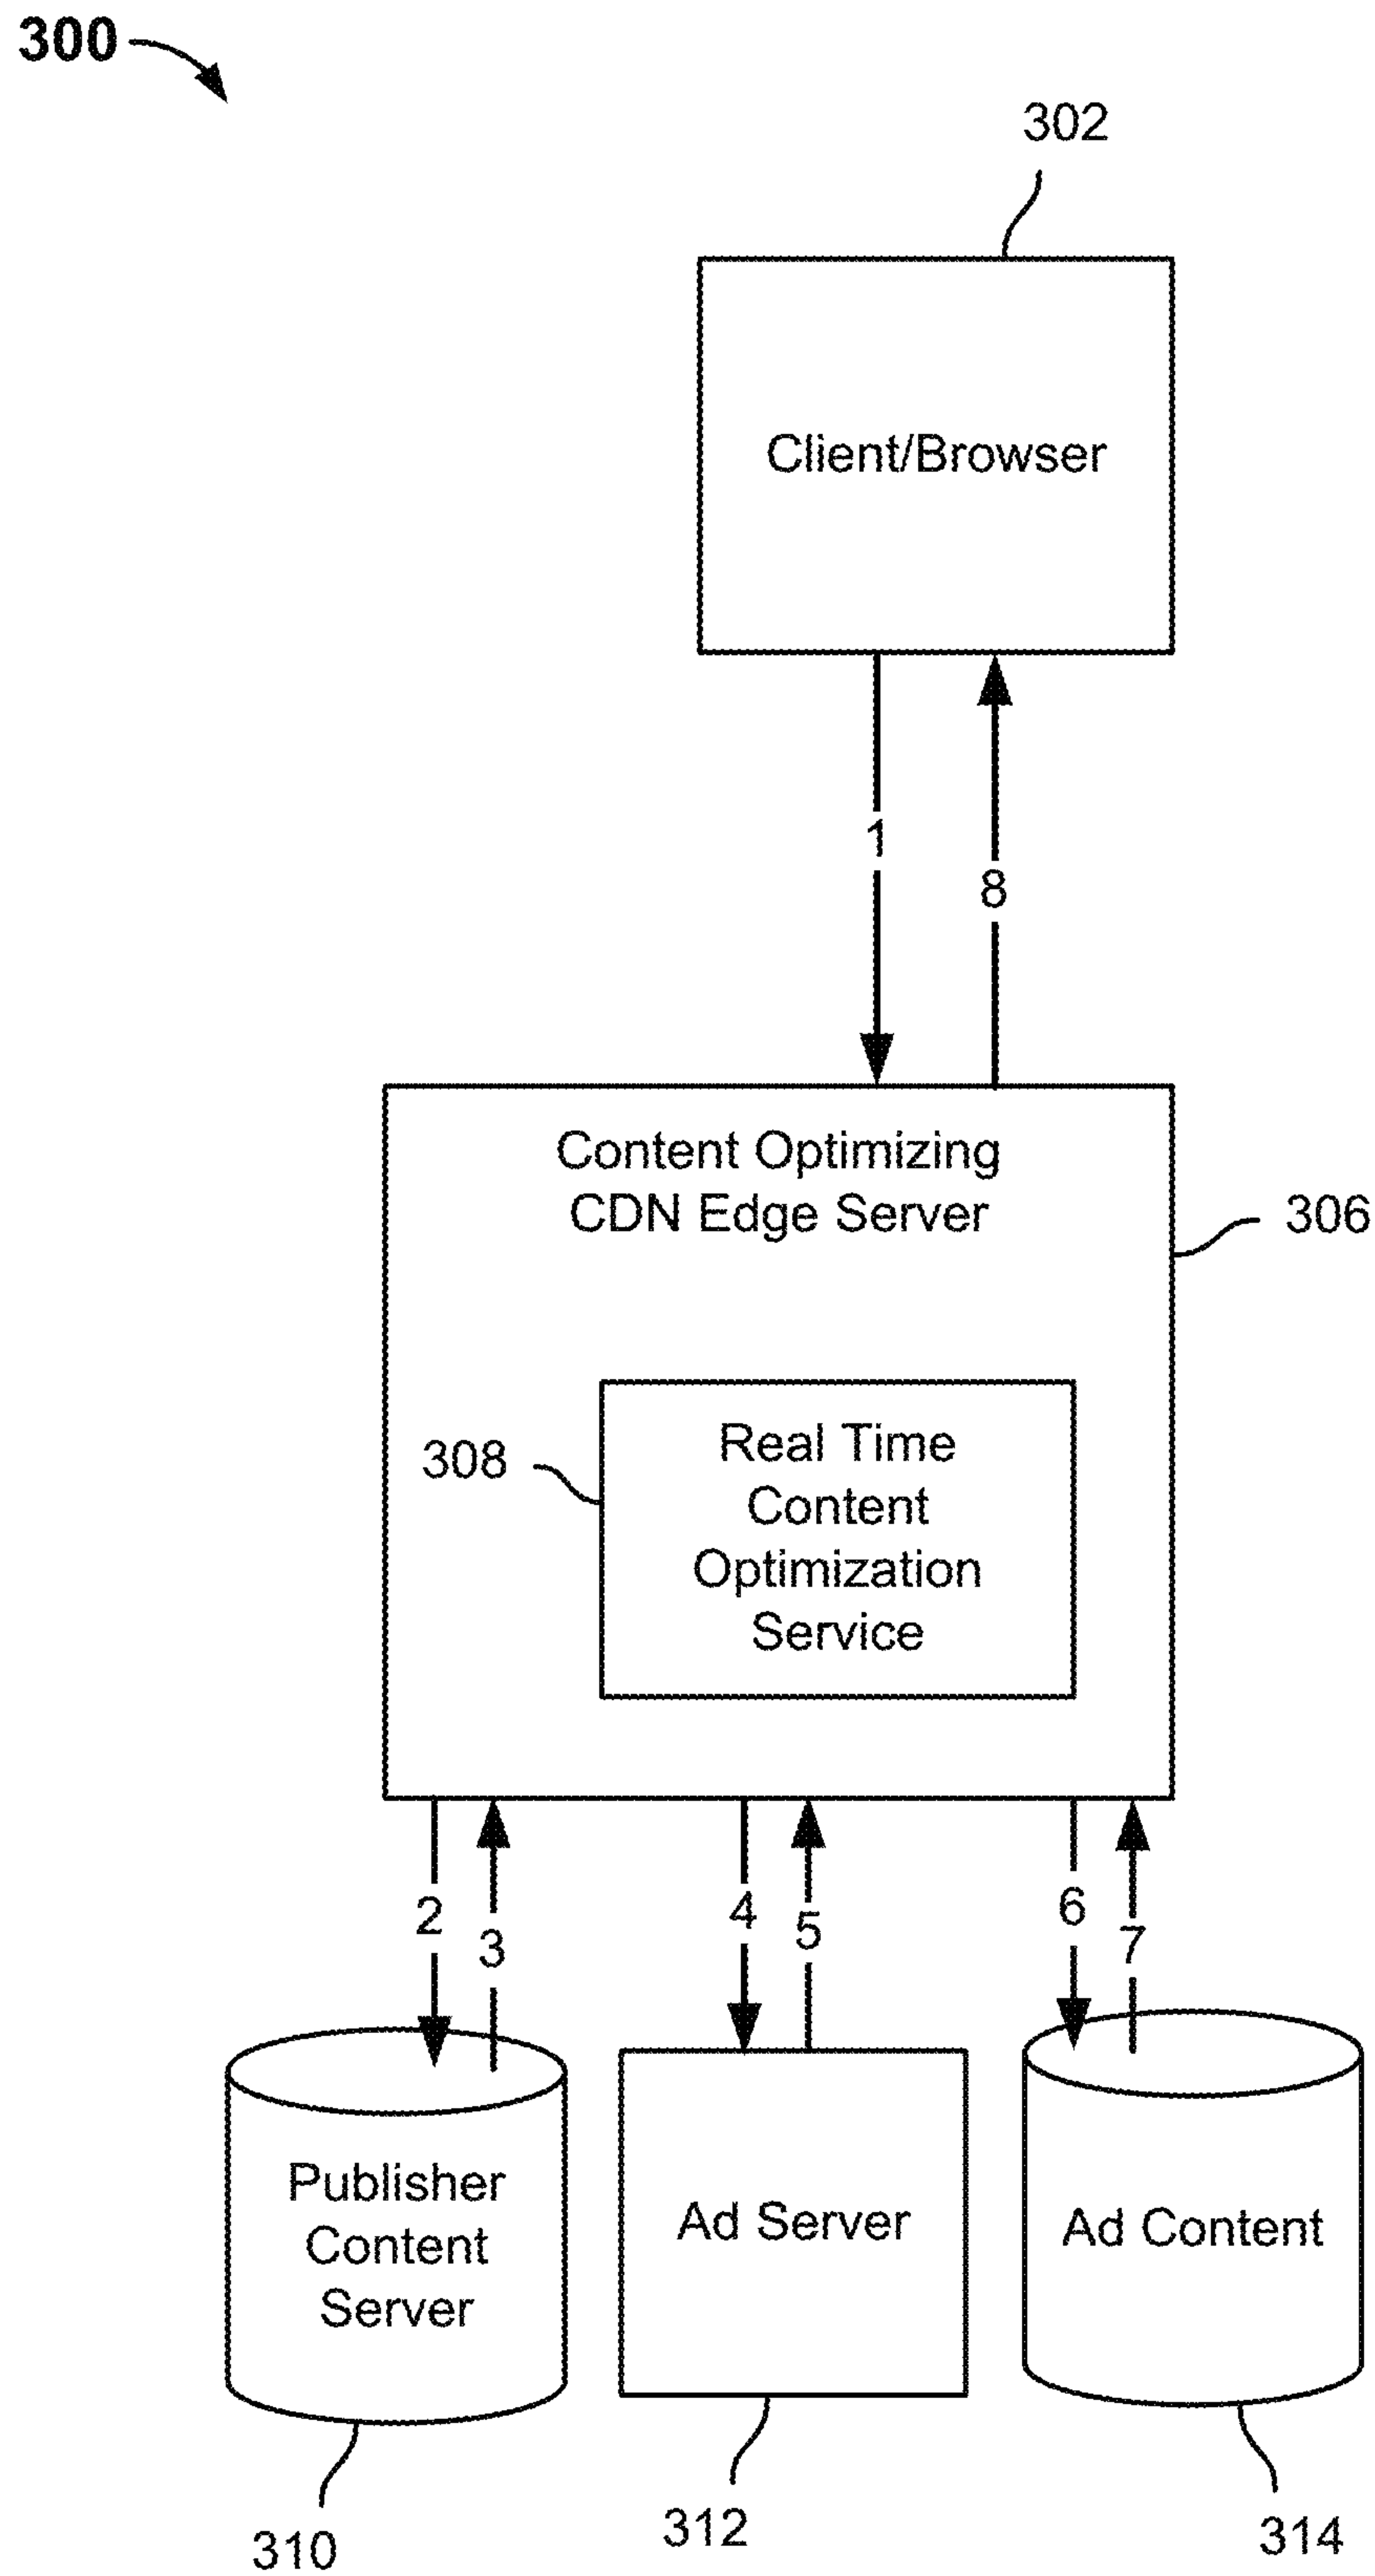 300
302
Client/Browser
1
8
Content Optimizing
CDN Edge Server
306
308
Real Time
Content
Optimization
Service
2
3
4
5
6
7
Publisher
Content
Server
Ad Server
Ad Content
310
312
314